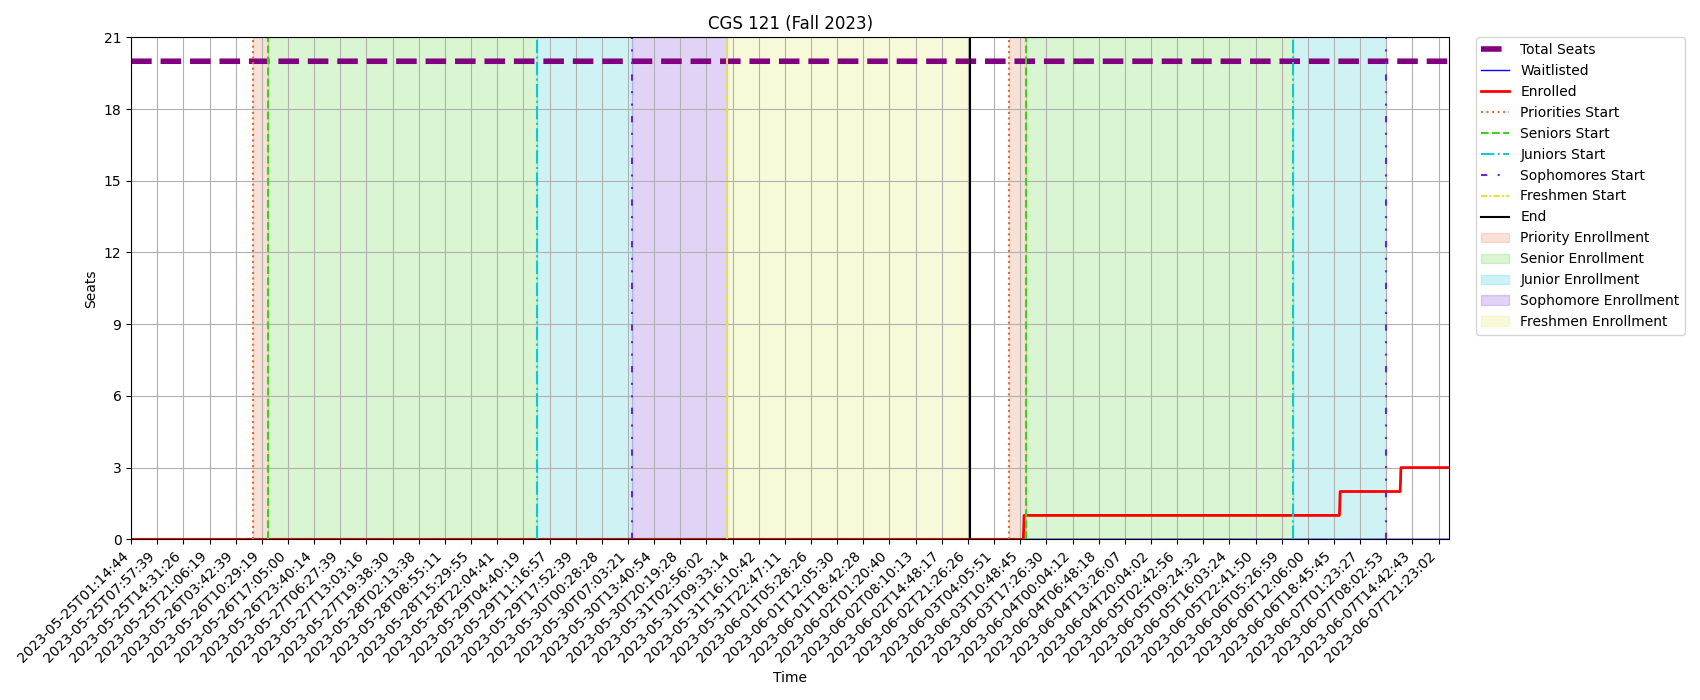 CGS 121 (Fall 2023)
21
18
15
12
9
6
3
0
Seats
2023-05-25T01:14:44
2023-05-25T07:57:39
2023-05-25T14:31:26
2023-05-25T21:06:19
2023-05-26T03:42:39
2023-05-26T10:29:19
2023-05-26T17:05:00
2023-05-26T23:40:14
2023-05-27T06:27:39
2023-05-27T13:03:16
2023-05-27T19:38:30
2023-05-28T02:13:38
2023-05-28T08:55:11
2023-05-28T15:29:55
2023-05-28T22:04:41
2023-05-29T04:40:19
2023-05-29T11:16:57
2023-05-29T17:52:39
2023-05-30T00:28:28
2023-05-30T07:03:21
2023-05-30T13:40:54
2023-05-30T20:19:28
2023-05-31T02:56:02
2023-05-31T09:33:14
2023-05-31T16:10:42
2023-05-31T22:47:11
2023-06-01T05:28:26
2023-06-01T12:05:30
2023-06-01T18:42:28
2023-06-02T01:20:40
2023-06-02T08:10:13
2023-06-02T14:48:17
2023-06-02T21:26:26
2023-06-03T04:05:51
2023-06-03T10:48:45
2023-06-03T17:26:30
2023-06-04T00:04:12
2023-06-04T06:48:18
2023-06-04T13:26:07
2023-06-04T20:04:02
2023-06-05T02:42:56
2023-06-05T09:24:32
2023-06-05T16:03:24
2023-06-05T22:41:50
2023-06-06T05:26:59
2023-06-06T12:06:00
2023-06-06T18:45:45
2023-06-07T01:23:27
2023-06-07T08:02:53
2023-06-07T14:42:43
2023-06-07T21:23:02
Time
Total Seats
Waitlisted
Enrolled
Priorities Start
Seniors Start
Juniors Start
Sophomores Start
Freshmen Start
End
Priority Enrollment
Senior Enrollment
Junior Enrollment
Sophomore Enrollment
Freshmen Enrollment